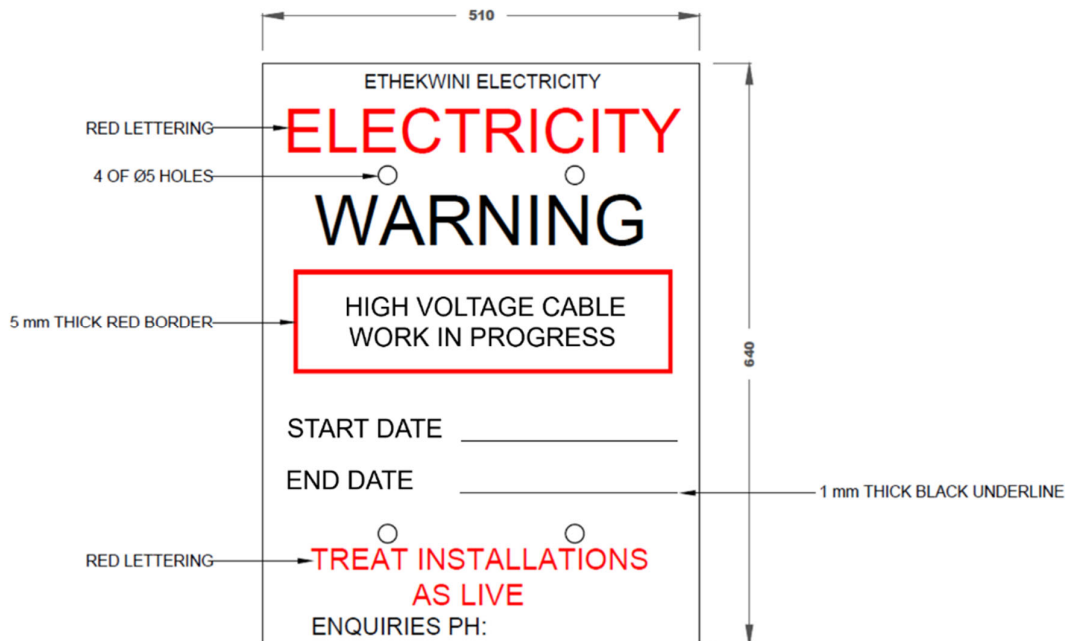 510
ETHEKWINI ELECTRICITY
RED LETTERING
ELECTRICITY
4 OF Ø5 HOLES
WARNING
5 mm THICK RED BORDER
HIGH VOLTAGE CABLE
WORK IN PROGRESS
640
START DATE
END DATE
1 mm THICK BLACK UNDERLINE
RED LETTERING
TREAT INSTALLATIONS
AS LIVE
ENQUIRIES PH: